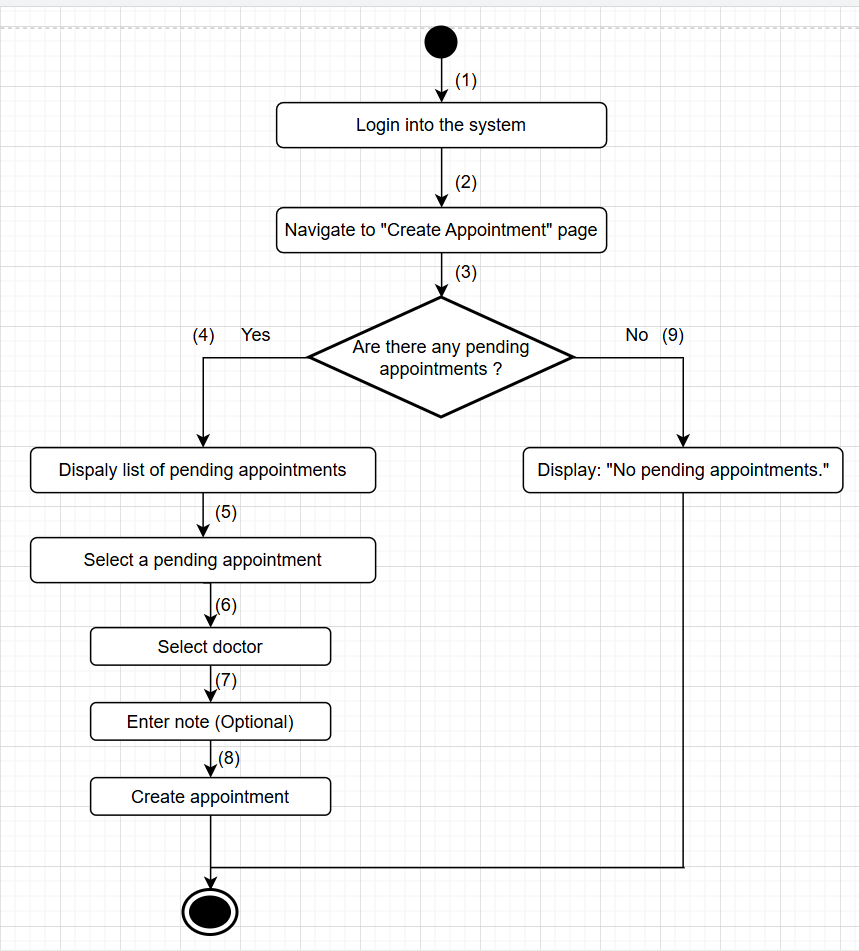 (1)
Login into the system
(2)
Navigate to "Create Appointment" page
(3)
(4) Yes
No (9)
Are there any pending
appointments ?
Dispaly list of pending appointments
Display: "No pending appointments."
(5)
Select a pending appointment
(6)
Select doctor
(7)
Enter note (Optional)
(8)
Create appointment